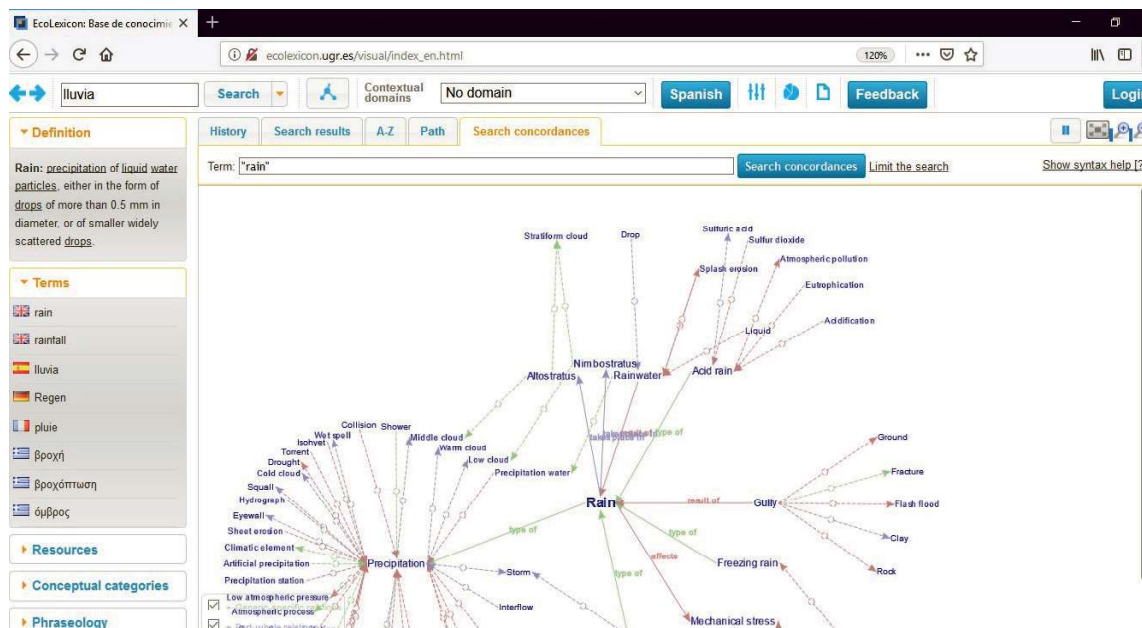 EcoLexicon: Base de conocimie
ecolexicon.ugr.es/visual/index_en.html
120%
lluvia
Search
Contextual domains
No domain
Spanish
Feedback
Logi
Definition
Rain: precipitation of liquid water
particles, either in the form of
drops of more than 0.5 mm in
diameter, or of smaller widely
scattered drops.
Terms
rain
rainfall
lluvia
Regen
pluie
βροχή
βροχόπτωση
όμβρος
Resources
Conceptual categories
Phraseology
History
Search results
A-Z
Path
Search concordances
Term: "rain"
Search concordances
Limit the search
Show syntax help [?
Stratiform cloud
Drop
Sulfuric acid
Sulfur dioxide
Splash erosion
Atmospheric pollution
Eutrophication
Acidification
Liquid
Nimbostratus
Altostratus
Rainwater
Acid rain
takes place in
result of
type of
Collision
Shower
Wet spell
Middle cloud
Isohyet
Warm cloud
Torrent
Low cloud
Drought
Cold cloud
Precipitation water
Squall
Hydrograph
Eyewall
Sheet erosion
Climatic element
Artificial precipitation
Precipitation station
Low atmospheric pressure
Atmospheric process
Precipitation
type of
Rain
result of
Gully
Ground
Fracture
Flash flood
Clay
Rock
affects
Freezing rain
type of
type of
Storm
Interflow
Mechanical stress